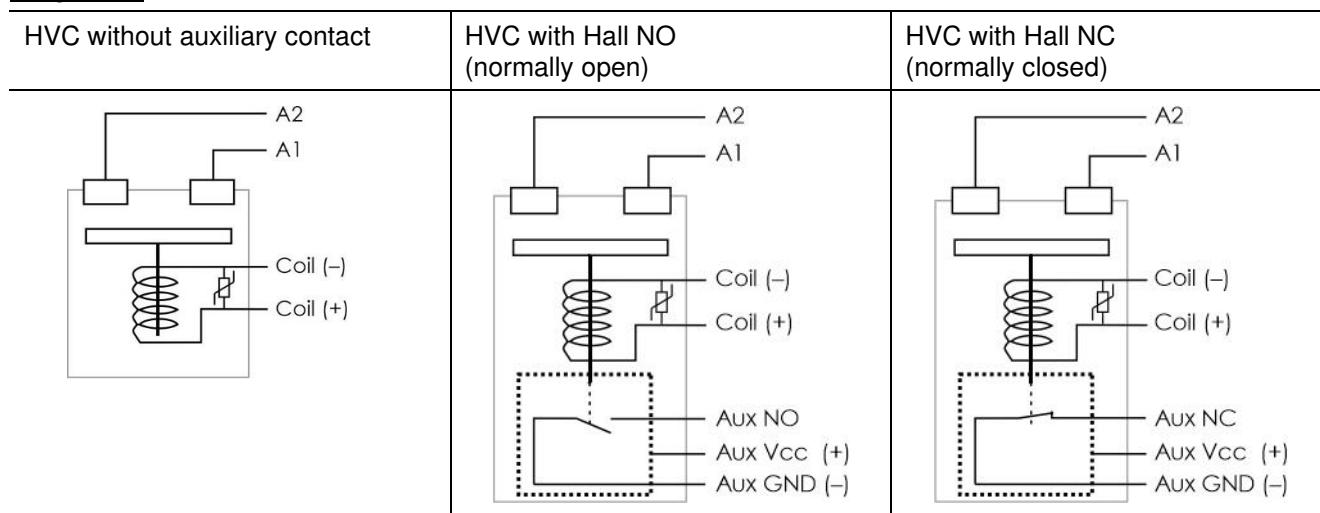 HVC without auxiliary contact
HVC with Hall NO
(normally open)
HVC with Hall NC
(normally closed)
A2
A1
Coil (–)
Coil (+)
A2
A1
Coil (–)
Coil (+)
Aux NO
Aux Vcc (+)
Aux GND (–)
A2
A1
Coil (–)
Coil (+)
Aux NC
Aux Vcc (+)
Aux GND (–)